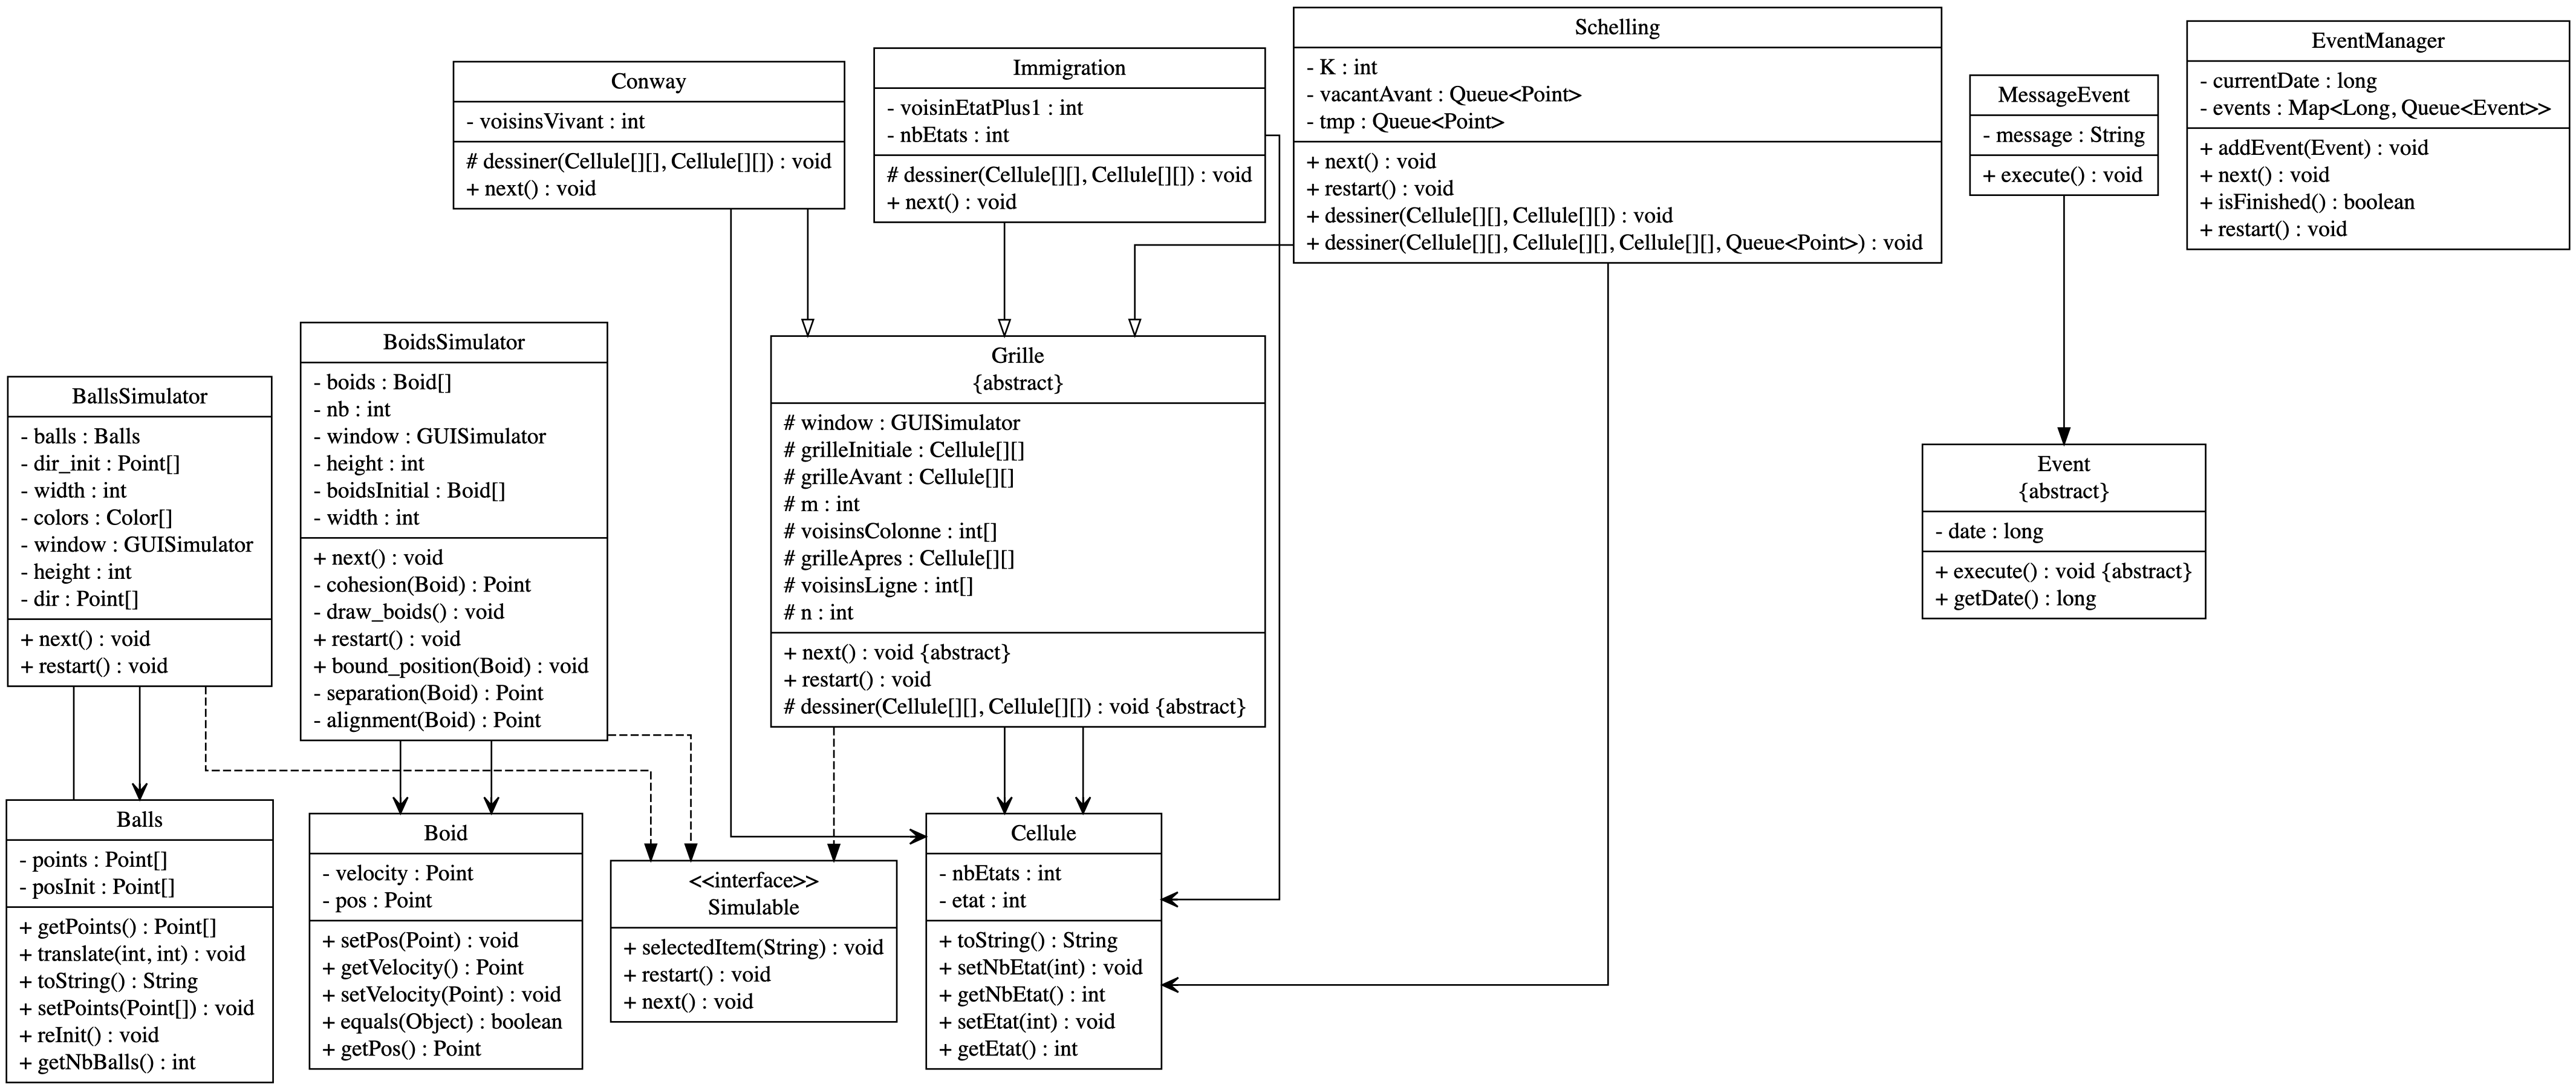 Conway
- voisinsVivant : int
# dessiner(Cellule[][], Cellule[][]) : void
+ next() : void
Immigration
- voisinEtatPlus1 : int
- nbEtats : int
# dessiner(Cellule[][], Cellule[][]) : void
+ next() : void
Schelling
- K : int
- vacantAvant : Queue<Point>
- tmp : Queue<Point>
+ next() : void
+ restart() : void
+ dessiner(Cellule[][], Cellule[][]) : void
+ dessiner(Cellule[][], Cellule[][], Cellule[][], Queue<Point>) : void
MessageEvent
- message : String
+ execute() : void
EventManager
- currentDate : long
- events : Map<Long, Queue<Event>>
+ addEvent(Event) : void
+ next() : void
+ isFinished() : boolean
+ restart() : void
BallsSimulator
- balls : Balls
- dir_init : Point[]
- width : int
- colors : Color[]
- window : GUISimulator
- height : int
- dir : Point[]
+ next() : void
+ restart() : void
BoidsSimulator
- boids : Boid[]
- nb : int
- window : GUISimulator
- height : int
- boidsInitial : Boid[]
- width : int
+ next() : void
- cohesion(Boid) : Point
- draw_boids() : void
+ restart() : void
+ bound_position(Boid) : void
- separation(Boid) : Point
- alignment(Boid) : Point
Grille
{abstract}
# window : GUISimulator
# grilleInitiale : Cellule[][]
# grilleAvant : Cellule[][]
# m : int
# voisinsColonne : int[]
# grilleApres : Cellule[][]
# voisinsLigne : int[]
# n : int
+ next() : void {abstract}
+ restart() : void
# dessiner(Cellule[][], Cellule[][]) : void {abstract}
Event
{abstract}
- date : long
+ execute() : void {abstract}
+ getDate() : long
Balls
- points : Point[]
- posInit : Point[]
+ getPoints() : Point[]
+ translate(int, int) : void
+ toString() : String
+ setPoints(Point[]) : void
+ reInit() : void
+ getNbBalls() : int
Boid
- velocity : Point
- pos : Point
+ setPos(Point) : void
+ getVelocity() : Point
+ setVelocity(Point) : void
+ equals(Object) : boolean
+ getPos() : Point
<<interface>>
Simulable
+ selectedItem(String) : void
+ restart() : void
+ next() : void
Cellule
- nbEtats : int
- etat : int
+ toString() : String
+ setNbEtat(int) : void
+ getNbEtat() : int
+ setEtat(int) : void
+ getEtat() : int